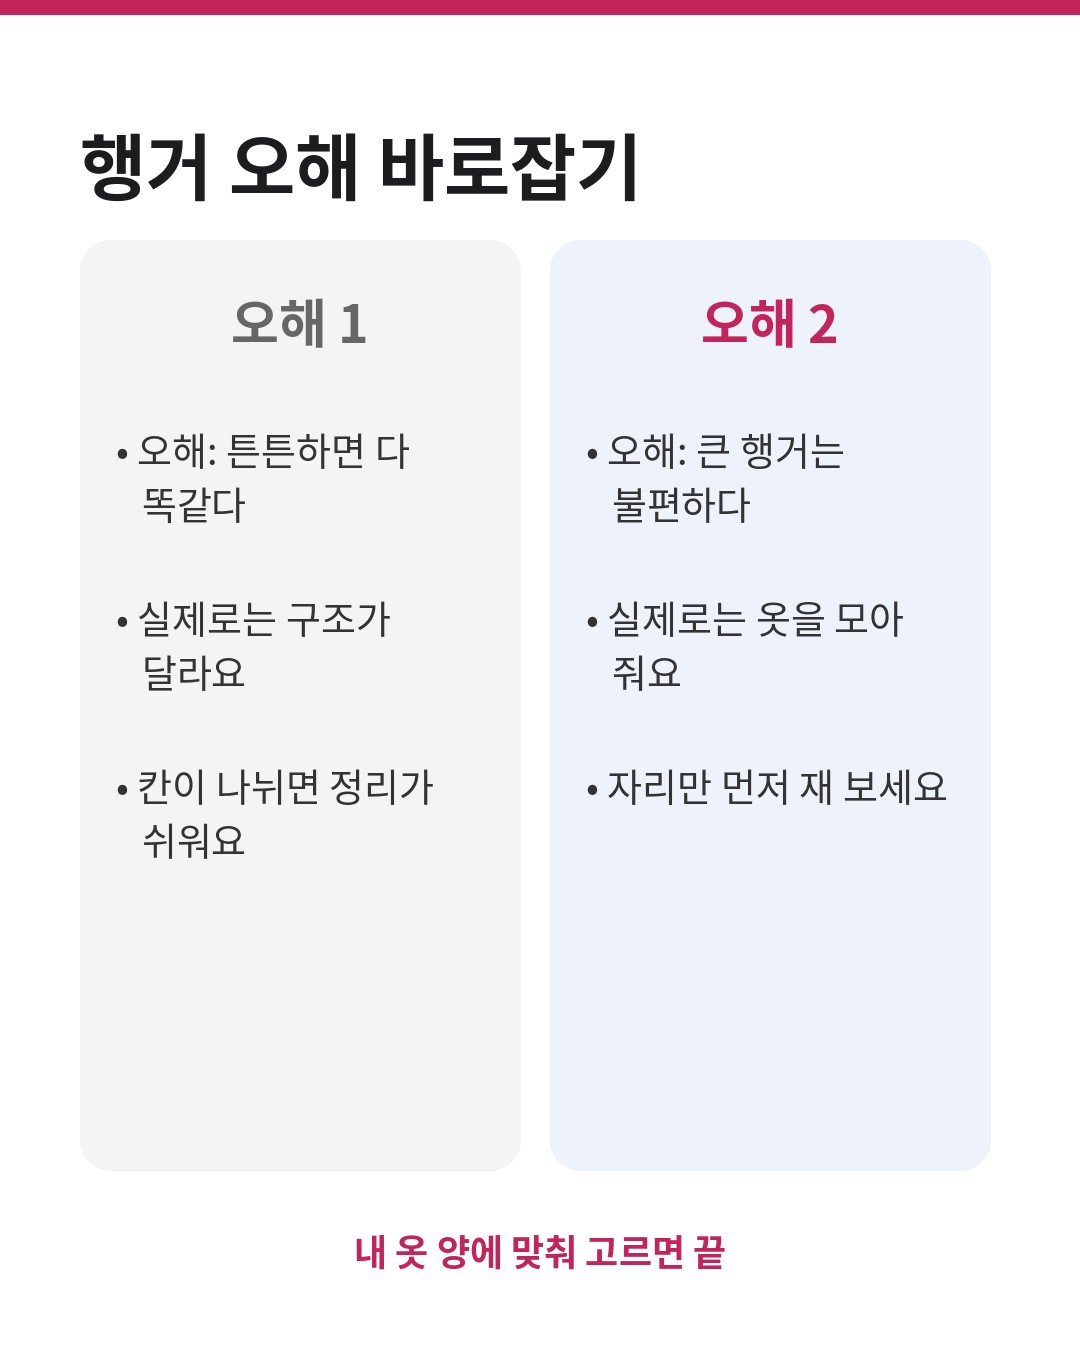 행거 오해 바로잡기
오해 1
• 오해: 튼튼하면 다
똑같다
• 실제로는 구조가
달라요
• 칸이 나뉘면 정리가
쉬워요
오해 2
• 오해: 큰 행거는
불편하다
• 실제로는 옷을 모아
줘요
• 자리만 먼저 재 보세요
내 옷 양에 맞춰 고르면 끝